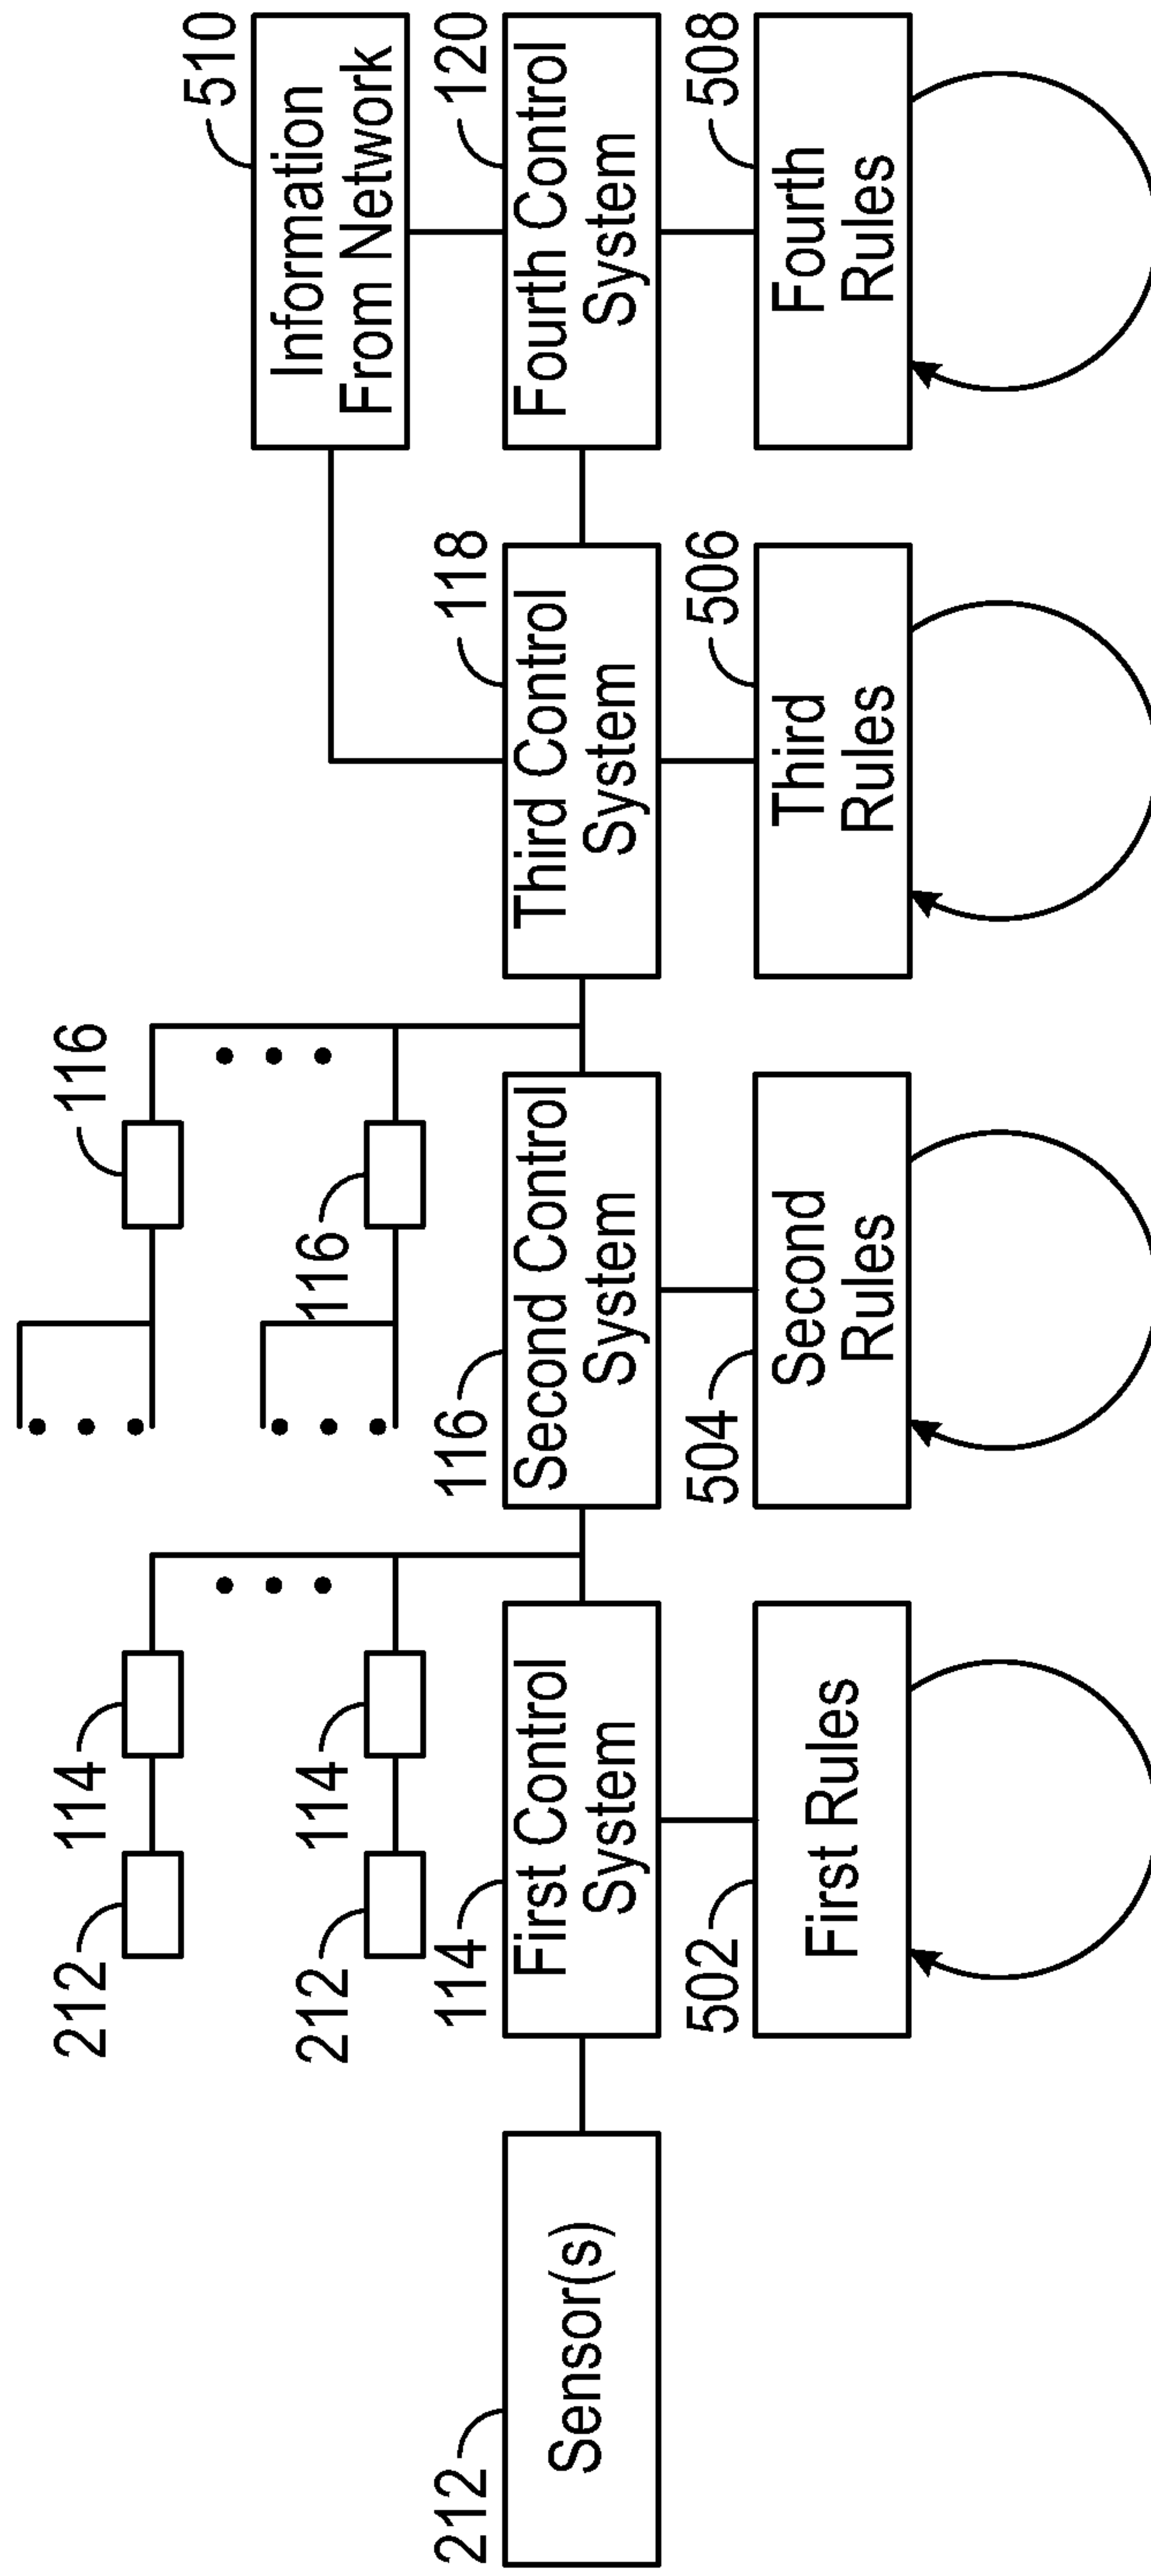 212
114
116
510
212
114
116
Information
From Network
212
114
116
118
120
Sensor(s)
First Control
System
Second Control
System
Third Control
System
Fourth Control
System
502
504
506
508
First Rules
Second
Rules
Third
Rules
Fourth
Rules